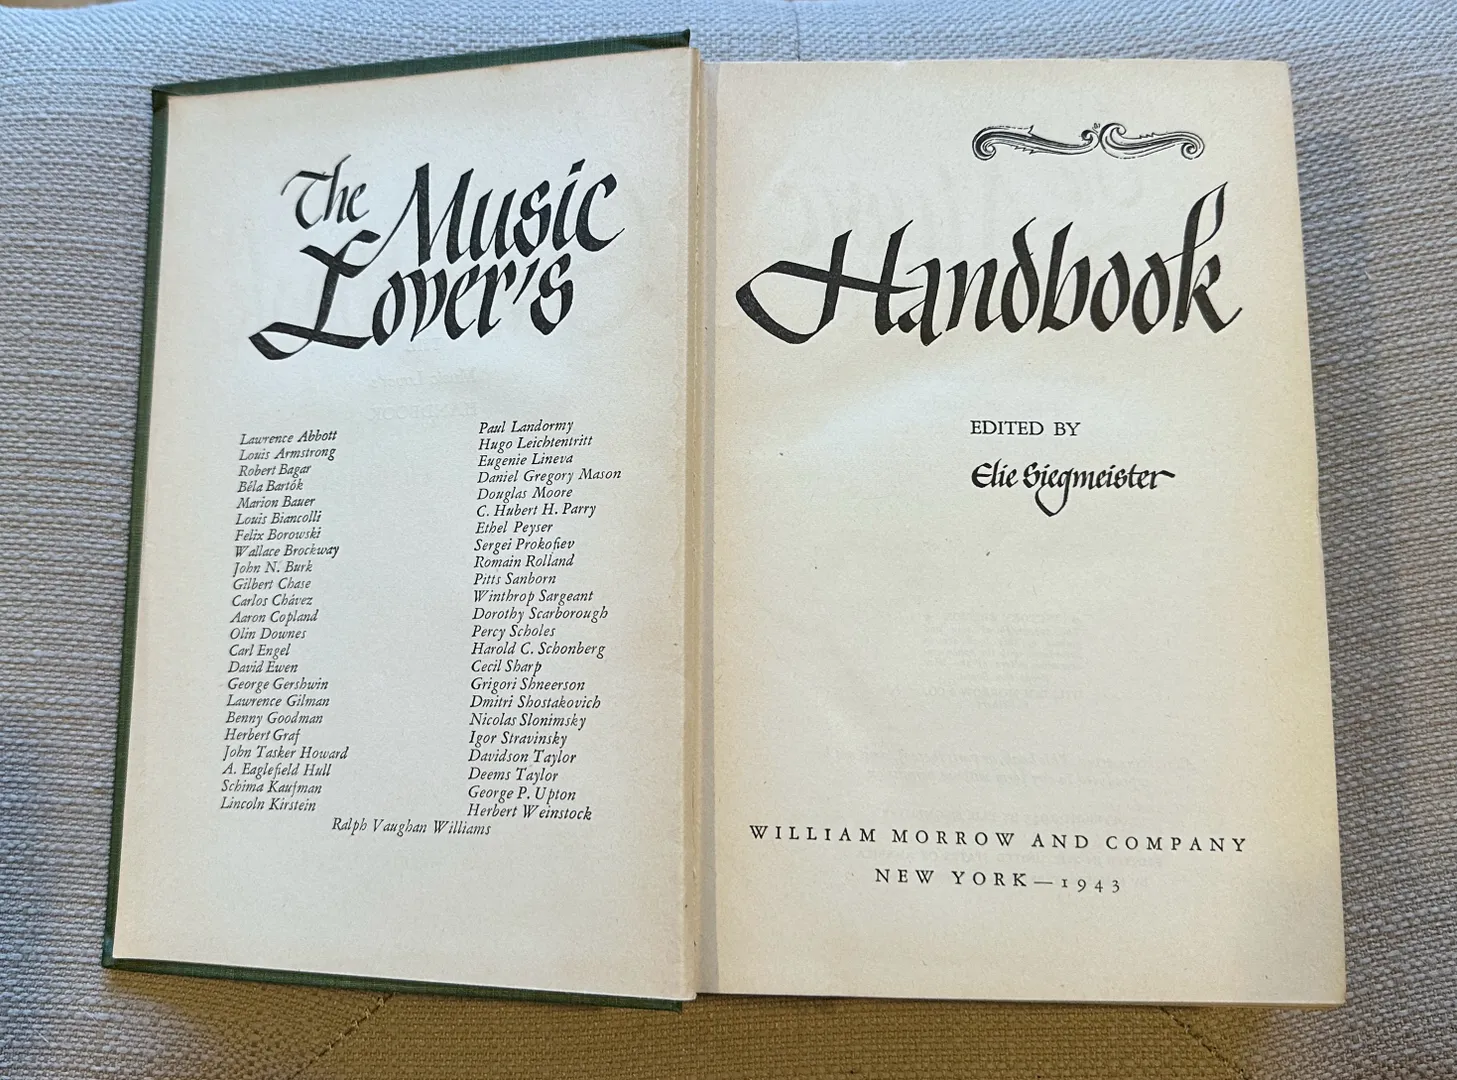 The Music
Lover's
Lawrence Abbott
Louis Armstrong
Robert Bagar
Béla Bartók
Marion Bauer
Louis Biancolli
Felix Borowski
Wallace Brockway
John N. Burk
Gilbert Chase
Carlos Chávez
Aaron Copland
Olin Downes
Carl Engel
David Ewen
George Gershwin
Lawrence Gilman
Benny Goodman
Herbert Graf
John Tasker Howard
A. Eaglefield Hull
Schima Kaufman
Lincoln Kirstein
Paul Landormy
Hugo Leichtentritt
Eugenie Lineva
Daniel Gregory Mason
Douglas Moore
C. Hubert H. Parry
Ethel Peyser
Sergei Prokofiev
Romain Rolland
Pitts Sanborn
Winthrop Sargeant
Dorothy Scarborough
Percy Scholes
Harold C. Schonberg
Cecil Sharp
Grigori Shneerson
Dmitri Shostakovich
Nicolas Slonimsky
Igor Stravinsky
Davidson Taylor
Deems Taylor
George P. Upton
Herbert Weinstock
Ralph Vaughan Williams
Handbook
EDITED BY
Elie Siegmeister
WILLIAM MORROW AND COMPANY
NEW YORK—1943